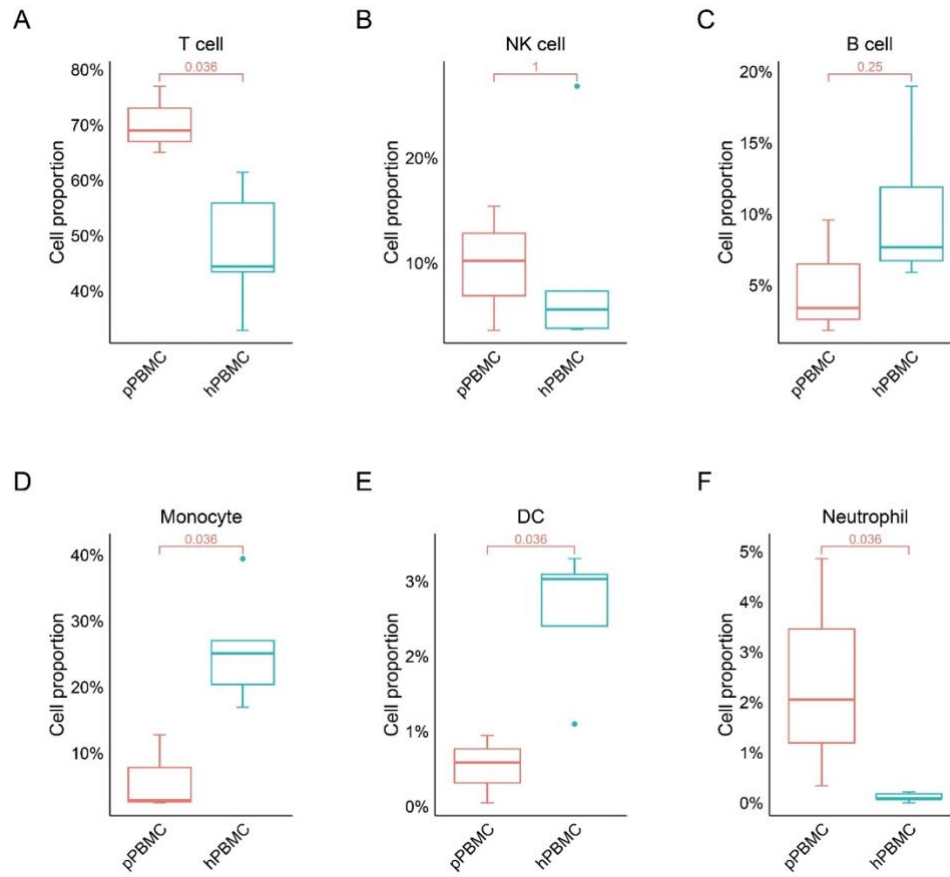 A
T cell
0.036
80%
70%
60%
50%
40%
Cell proportion
pPBMC
hPBMC
B
NK cell
1
20%
10%
Cell proportion
pPBMC
hPBMC
C
B cell
0.25
20%
15%
10%
5%
Cell proportion
pPBMC
hPBMC
D
Monocyte
0.036
40%
30%
20%
10%
Cell proportion
pPBMC
hPBMC
E
DC
0.036
3%
2%
1%
0%
Cell proportion
pPBMC
hPBMC
F
Neutrophil
0.036
5%
4%
3%
2%
1%
0%
Cell proportion
pPBMC
hPBMC